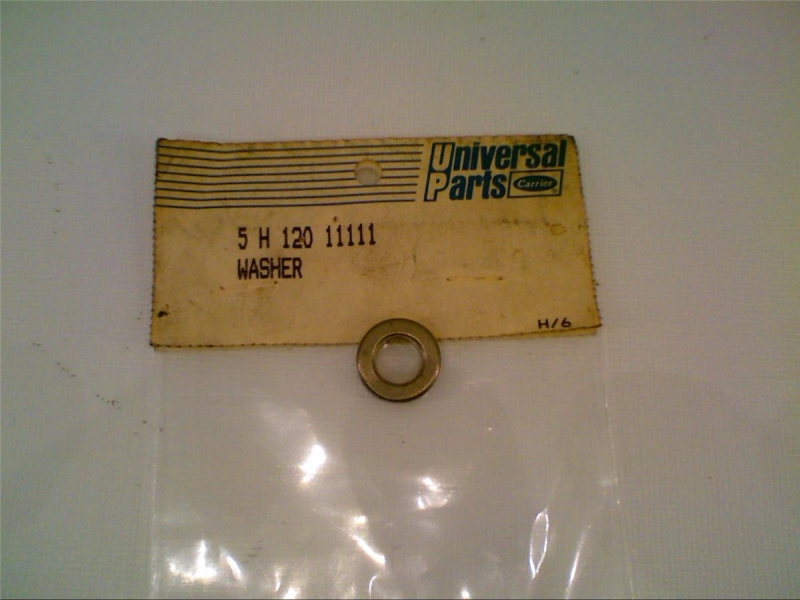 Universal
Parts Carrier ®
5 H 120 11111
WASHER
H/6